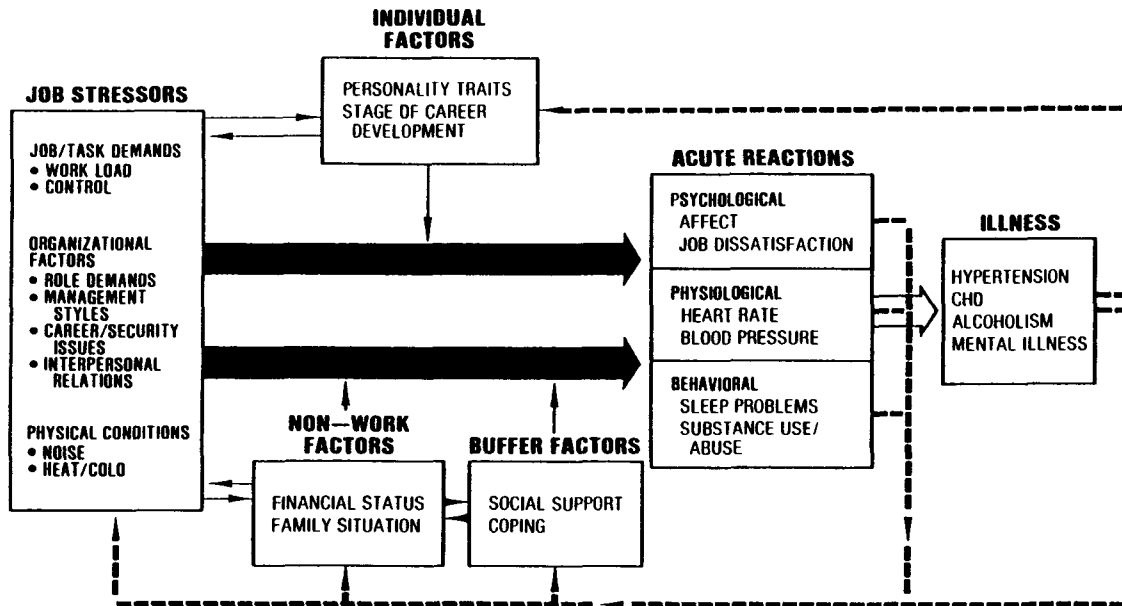 INDIVIDUAL
FACTORS
PERSONALITY TRAITS
STAGE OF CAREER
DEVELOPMENT
JOB STRESSORS
JOB/TASK DEMANDS
• WORK LOAD
• CONTROL
ORGANIZATIONAL
FACTORS
• ROLE DEMANDS
• MANAGEMENT
STYLES
• CAREER/SECURITY
ISSUES
• INTERPERSONAL
RELATIONS
PHYSICAL CONDITIONS
• NOISE
• HEAT/COLD
NON—WORK
FACTORS
FINANCIAL STATUS
FAMILY SITUATION
BUFFER FACTORS
SOCIAL SUPPORT
COPING
ACUTE REACTIONS
PSYCHOLOGICAL
AFFECT
JOB DISSATISFACTION
PHYSIOLOGICAL
HEART RATE
BLOOD PRESSURE
BEHAVIORAL
SLEEP PROBLEMS
SUBSTANCE USE/
ABUSE
ILLNESS
HYPERTENSION
CHD
ALCOHOLISM
MENTAL ILLNESS